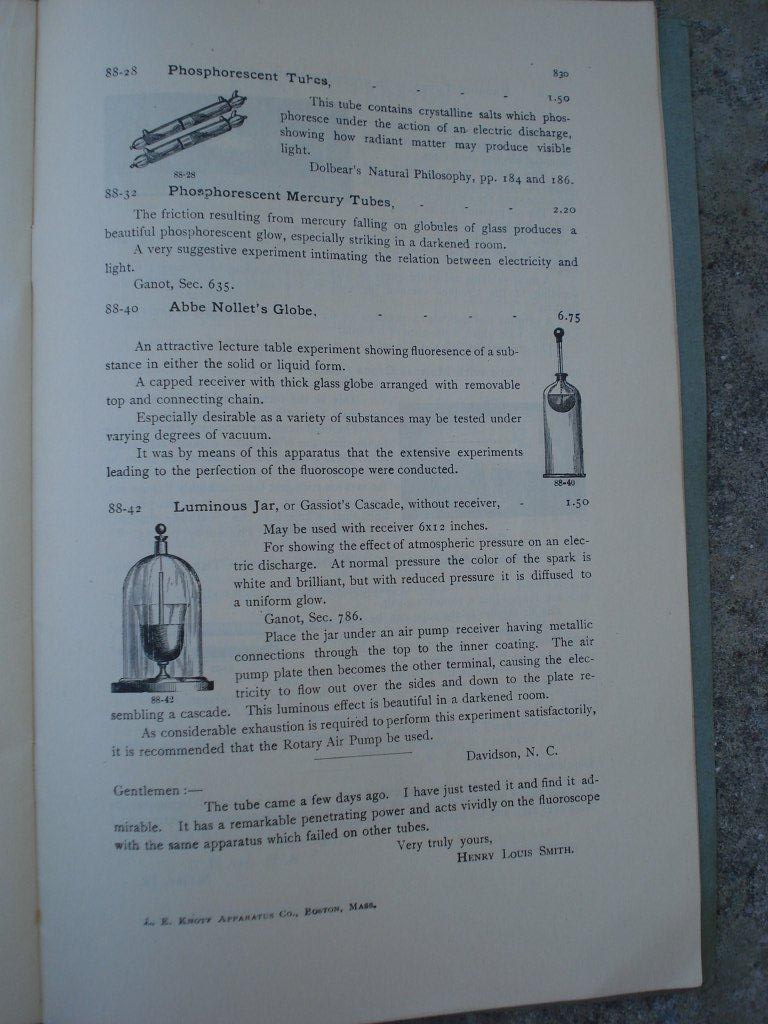 830
88-28 Phosphorescent Tubes, - - - - 1.50
This tube contains crystalline salts which phos-
phoresce under the action of an electric discharge,
showing how radiant matter may produce visible
light.
Dolbear's Natural Philosophy, pp. 184 and 186.
88-28
88-32 Phosphorescent Mercury Tubes, - - - 2.20
The friction resulting from mercury falling on globules of glass produces a
beautiful phosphorescent glow, especially striking in a darkened room.
A very suggestive experiment intimating the relation between electricity and
light.
Ganot, Sec. 635.
88-40 Abbe Nollet's Globe, - - - - 6.75
An attractive lecture table experiment showing fluoresence of a sub-
stance in either the solid or liquid form.
A capped receiver with thick glass globe arranged with removable
top and connecting chain.
Especially desirable as a variety of substances may be tested under
varying degrees of vacuum.
It was by means of this apparatus that the extensive experiments
leading to the perfection of the fluoroscope were conducted.
88-40
88-42 Luminous Jar, or Gassiot's Cascade, without receiver, - 1.50
May be used with receiver 6x12 inches.
For showing the effect of atmospheric pressure on an elec-
tric discharge. At normal pressure the color of the spark is
white and brilliant, but with reduced pressure it is diffused to
a uniform glow.
Ganot, Sec. 786.
Place the jar under an air pump receiver having metallic
connections through the top to the inner coating. The air
pump plate then becomes the other terminal, causing the elec-
tricity to flow out over the sides and down to the plate re-
88-42
sembling a cascade. This luminous effect is beautiful in a darkened room.
As considerable exhaustion is required to perform this experiment satisfactorily,
it is recommended that the Rotary Air Pump be used.
Davidson, N. C.
Gentlemen :—
The tube came a few days ago. I have just tested it and find it ad-
mirable. It has a remarkable penetrating power and acts vividly on the fluoroscope
with the same apparatus which failed on other tubes.
Very truly yours,
Henry Louis Smith.
L. E. Knott Apparatus Co., Boston, Mass.